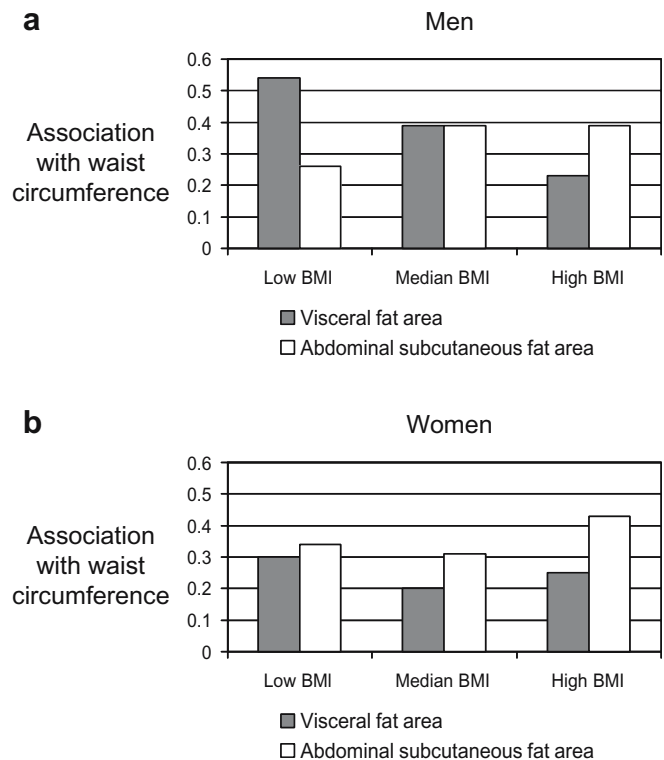 a
Men
Association
with waist
circumference
0.6
0.5
0.4
0.3
0.2
0.1
0
Low BMI Median BMI High BMI
Visceral fat area
Abdominal subcutaneous fat area
b
Women
Association
with waist
circumference
0.6
0.5
0.4
0.3
0.2
0.1
0
Low BMI Median BMI High BMI
Visceral fat area
Abdominal subcutaneous fat area